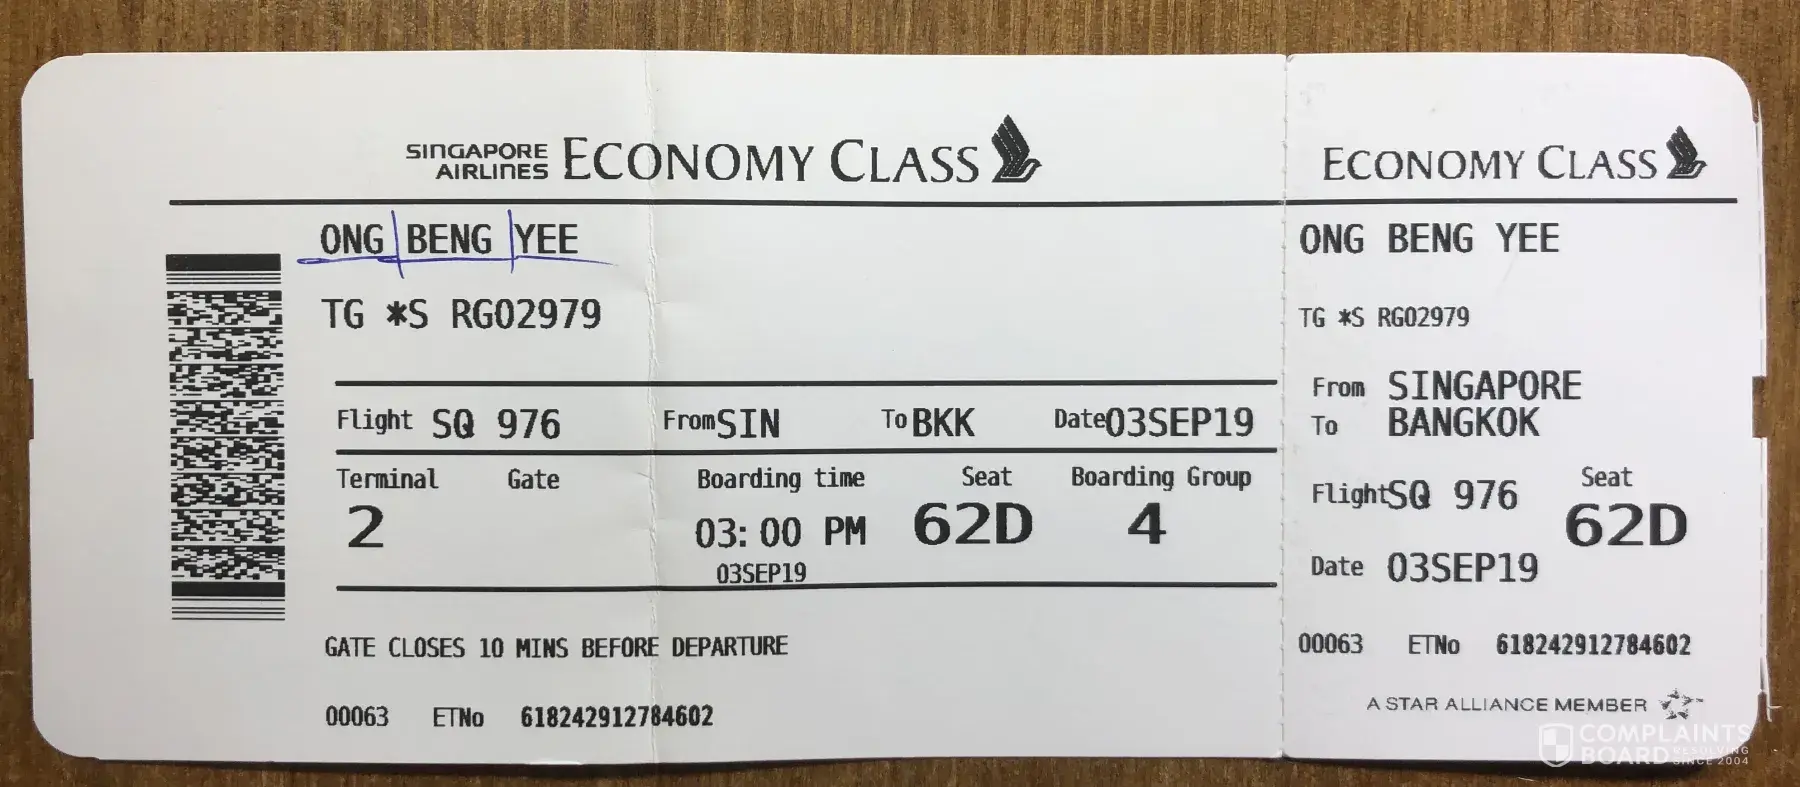 SINGAPORE AIRLINES ECONOMY CLASS
ONG BENG YEE
TG *S RG02979
Flight SQ 976 From SIN To BKK Date 03SEP19
Terminal Gate Boarding time Seat Boarding Group
2 03:00 PM 62D 4
03SEP19
GATE CLOSES 10 MINS BEFORE DEPARTURE
00063 ETNo 618242912784602
ECONOMY CLASS
ONG BENG YEE
TG *S RG02979
From SINGAPORE
To BANGKOK
Flight SQ 976 Seat 62D
Date 03SEP19
00063 ETNo 618242912784602
A STAR ALLIANCE MEMBER
COMPLAINTS
BOARD RESOLVING
SINCE 2004